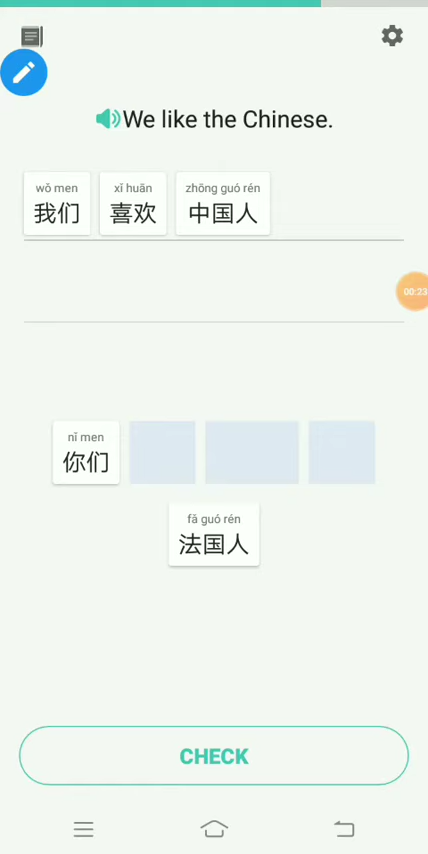 We like the Chinese.
wǒ men xǐ huān zhōng guó rén
我们 喜欢 中国人
00:23
nǐ men
你们
fǎ guó rén
法国人
CHECK